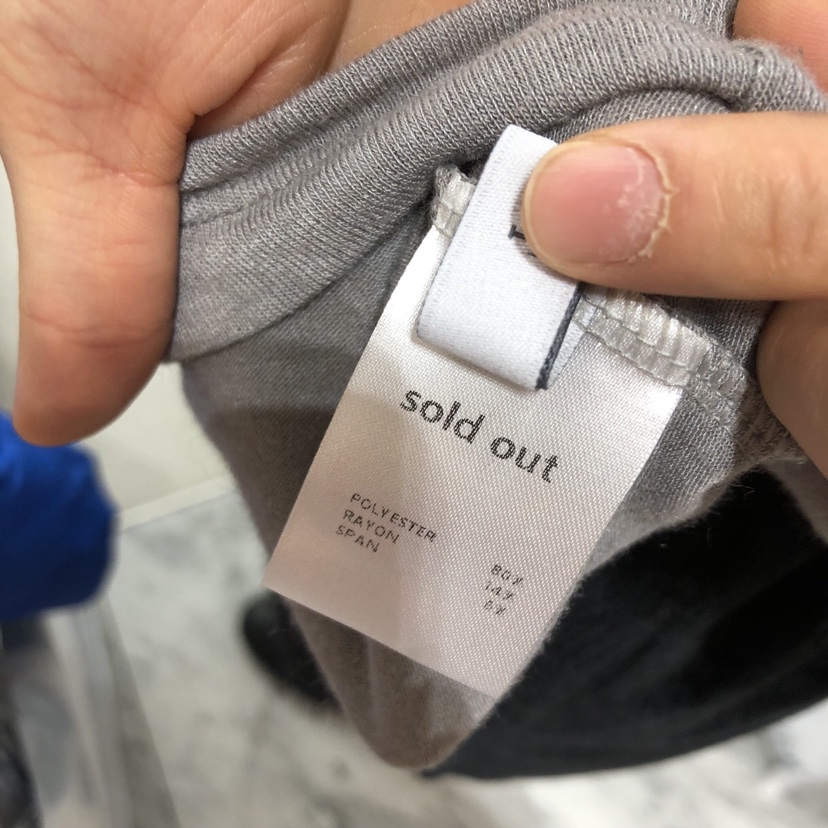 sold out
POLYESTER 80%
RAYON 14%
SPAN 6%